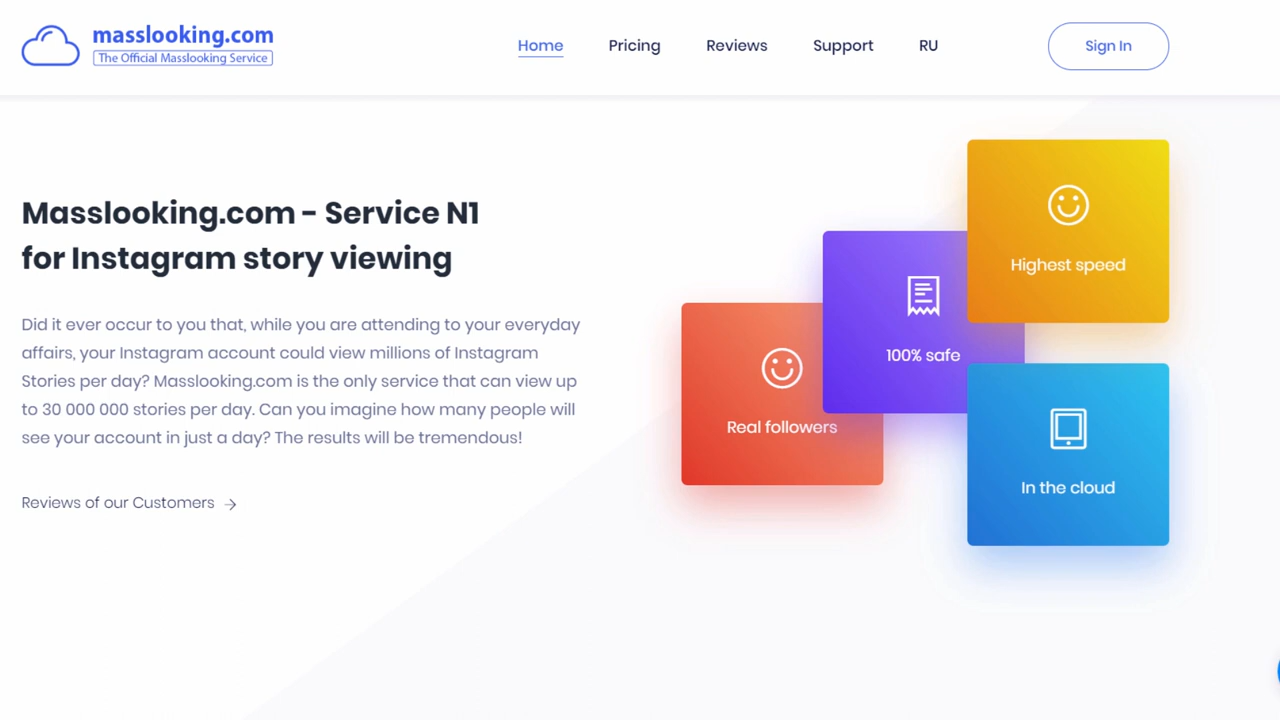 masslooking.com
The Official Masslooking Service
Home
Pricing
Reviews
Support
RU
Sign In
Masslooking.com - Service N1
for Instagram story viewing
Did it ever occur to you that, while you are attending to your everyday
affairs, your Instagram account could view millions of Instagram
Stories per day? Masslooking.com is the only service that can view up
to 30 000 000 stories per day. Can you imagine how many people will
see your account in just a day? The results will be tremendous!
Reviews of our Customers →
Real followers
100% safe
Highest speed
In the cloud